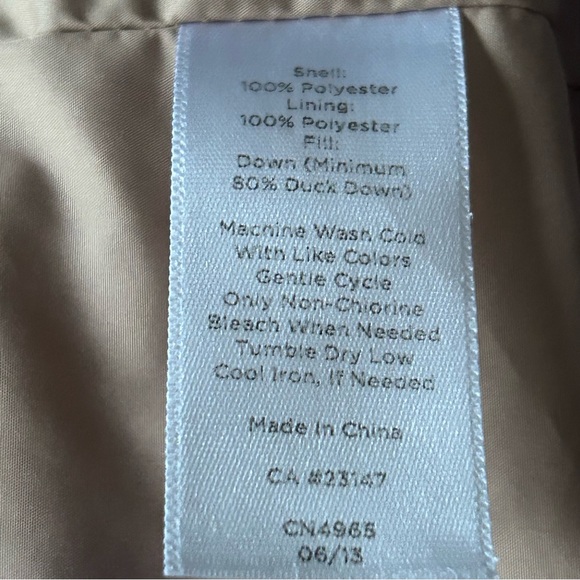 Shell:
100% Polyester
Lining:
100% Polyester
Fill:
Down (Minimum
80% Duck Down)
Machine Wash Cold
With Like Colors
Gentle Cycle
Only Non-Chlorine
Bleach When Needed
Tumble Dry Low
Cool Iron, If Needed
Made In China
CA #23147
CN4965
06/13